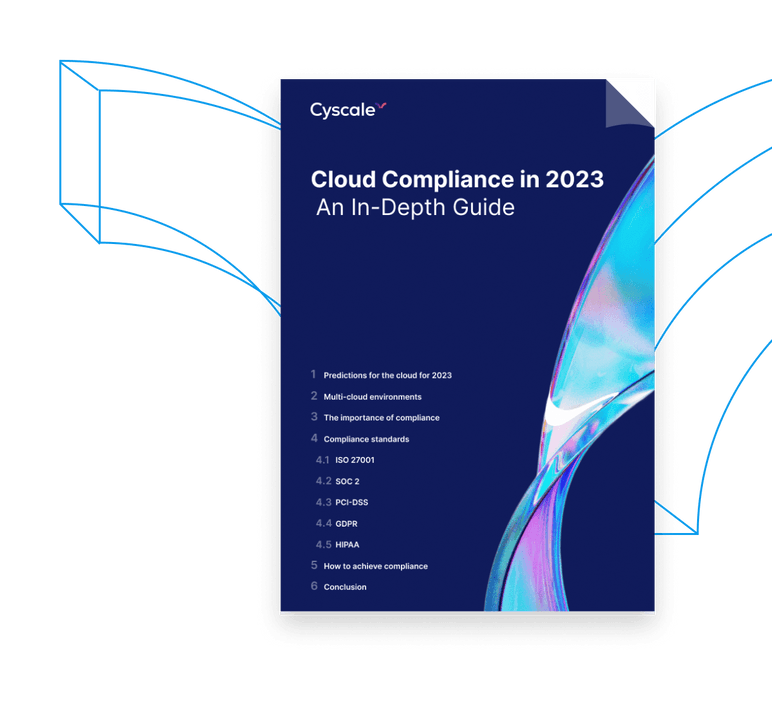 Cyscale
Cloud Compliance in 2023
An In-Depth Guide
1 Predictions for the cloud for 2023
2 Multi-cloud environments
3 The importance of compliance
4 Compliance standards
4.1 ISO 27001
4.2 SOC 2
4.3 PCI-DSS
4.4 GDPR
4.5 HIPAA
5 How to achieve compliance
6 Conclusion